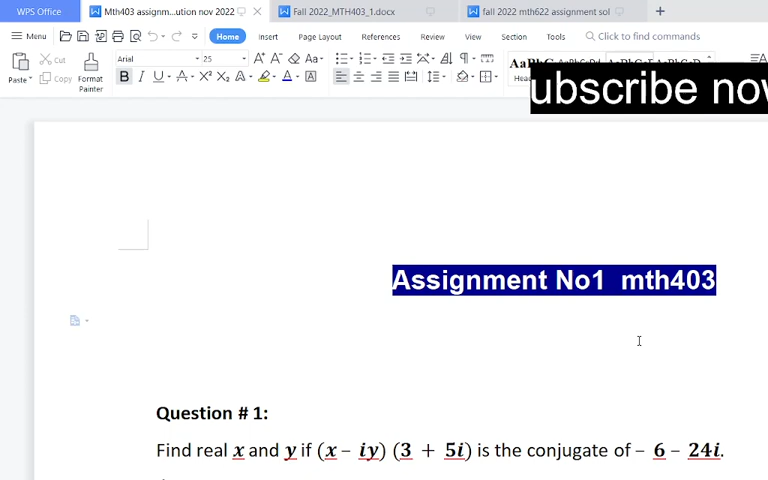 WPS Office Mth403 assignm...ution nov 2022 Fall 2022_MTH403_1.docx fall 2022 mth622 assignment sol
Menu Home Insert Page Layout References Review View Section Tools Click to find commands
Cut Arial 25
Paste Copy Format Painter
ubscribe now
Assignment No1 mth403
Question # 1:
Find real x and y if (x – iy) (3 + 5i) is the conjugate of – 6 – 24i.